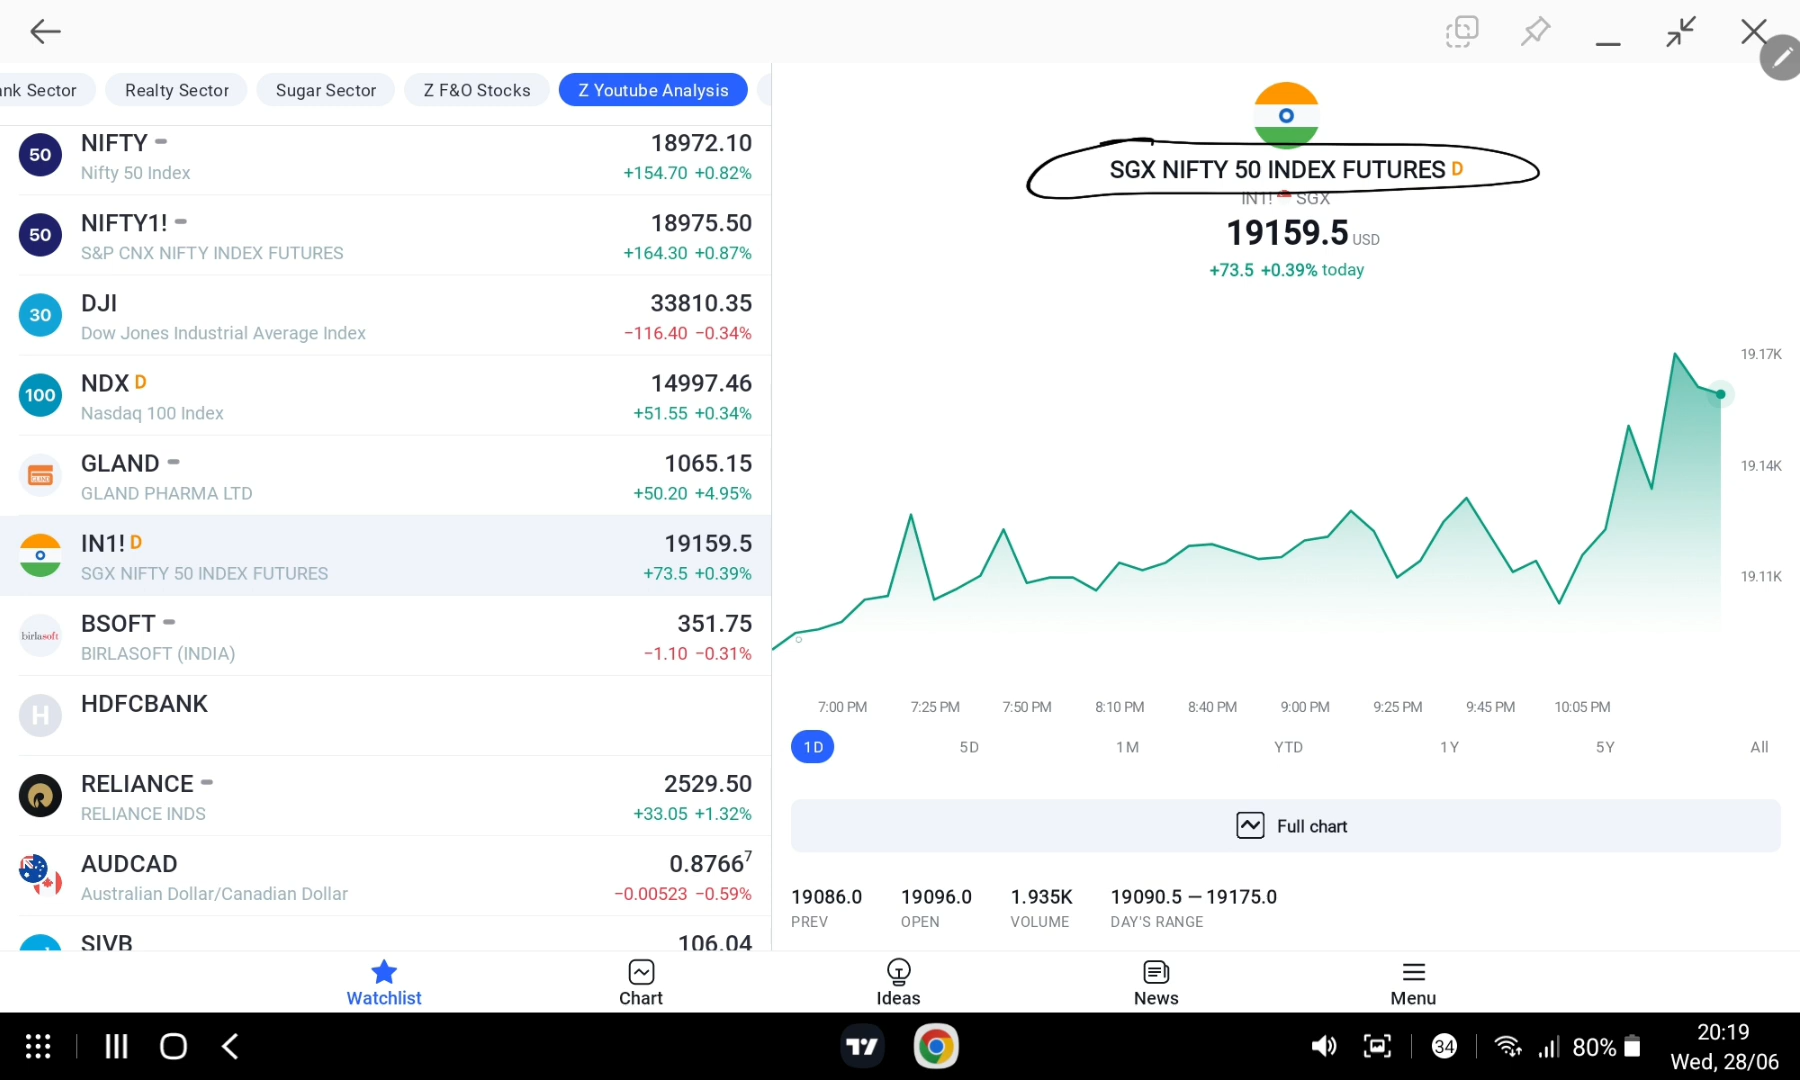 ank Sector
Realty Sector
Sugar Sector
Z F&O Stocks
Z Youtube Analysis
50
NIFTY
18972.10
Nifty 50 Index
+154.70 +0.82%
50
NIFTY1!
18975.50
S&P CNX NIFTY INDEX FUTURES
+164.30 +0.87%
30
DJI
33810.35
Dow Jones Industrial Average Index
−116.40 −0.34%
100
NDX D
14997.46
Nasdaq 100 Index
+51.55 +0.34%
GLAND
1065.15
GLAND PHARMA LTD
+50.20 +4.95%
IN1! D
19159.5
SGX NIFTY 50 INDEX FUTURES
+73.5 +0.39%
birlasoft
BSOFT
351.75
BIRLASOFT (INDIA)
−1.10 −0.31%
H
HDFCBANK
RELIANCE
2529.50
RELIANCE INDS
+33.05 +1.32%
AUDCAD
0.8766⁷
Australian Dollar/Canadian Dollar
−0.00523 −0.59%
SIVB
106.04
SGX NIFTY 50 INDEX FUTURES D
IN1! SGX
19159.5 USD
+73.5 +0.39% today
19.17K
19.14K
19.11K
7:00 PM
7:25 PM
7:50 PM
8:10 PM
8:40 PM
9:00 PM
9:25 PM
9:45 PM
10:05 PM
1D
5D
1M
YTD
1Y
5Y
All
Full chart
19086.0
19096.0
1.935K
19090.5 — 19175.0
PREV
OPEN
VOLUME
DAY'S RANGE
Watchlist
Chart
Ideas
News
Menu
34
80%
20:19
Wed, 28/06